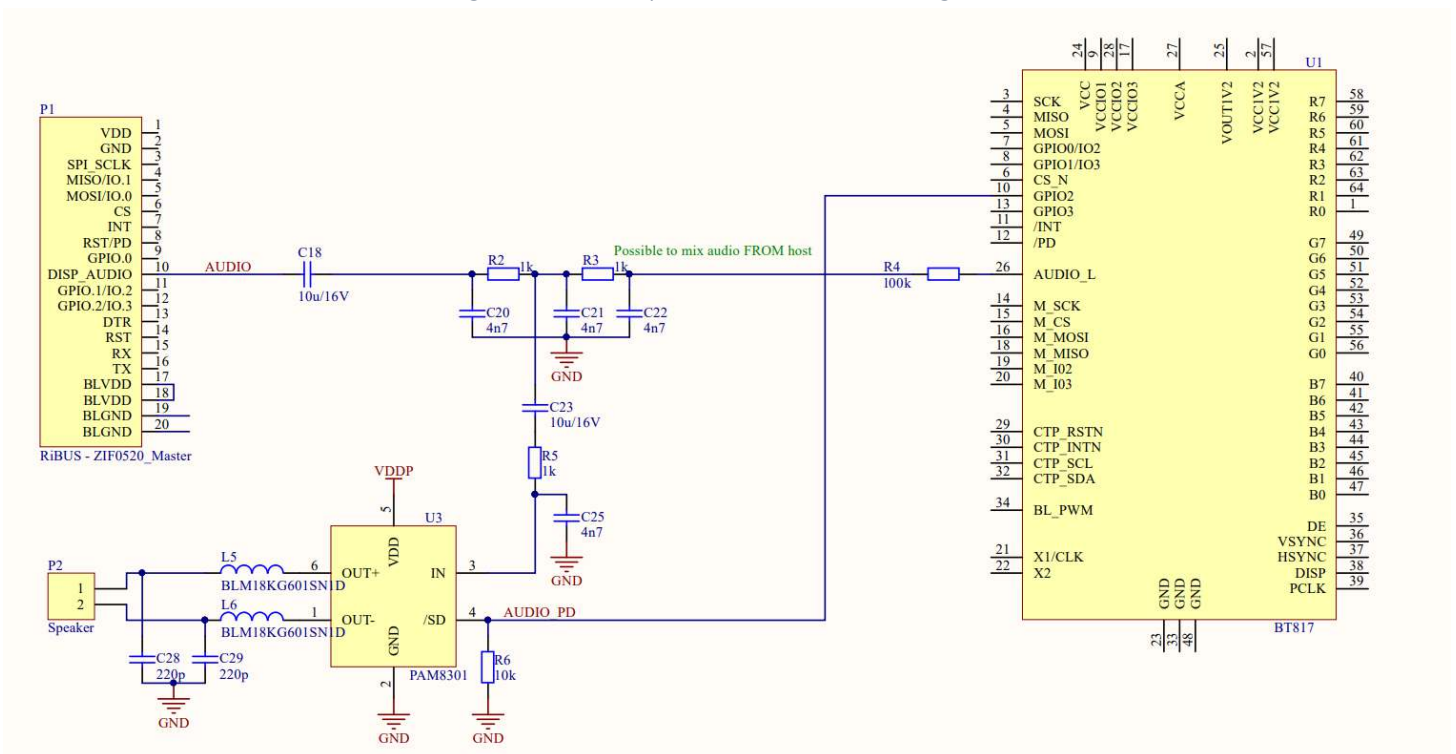 P1
VDD 1
GND 2
SPI_SCLK 3
MISO/IO.1 4
MOSI/IO.0 5
CS 6
INT 7
RST/PD 8
GPIO.0 9
DISP_AUDIO 10
GPIO.1/IO.2 11
GPIO.2/IO.3 12
DTR 13
RST 14
RX 15
TX 16
BLVDD 17
BLVDD 18
BLGND 19
BLGND 20
RiBUS - ZIF0520_Master
AUDIO
C18
10u/16V
R2 1k
R3 1k
Possible to mix audio FROM host
R4
100k
C20
4n7
C21
4n7
C22
4n7
GND
C23
10u/16V
R5
1k
C25
4n7
GND
VDDP
5
U3
VDD
6 OUT+
1 OUT-
IN 3
/SD 4
GND
2
PAM8301
GND
AUDIO_PD
R6
10k
GND
P2
1
2
Speaker
L5
BLM18KG601SN1D
L6
BLM18KG601SN1D
C28
220p
C29
220p
GND
U1
24 VCC
9 VCCIO1
28 VCCIO2
17 VCCIO3
27 VCCA
25 VOUT1V2
2 VCC1V2
57 VCC1V2
3 SCK
4 MISO
5 MOSI
7 GPIO0/IO2
8 GPIO1/IO3
6 CS_N
10 GPIO2
13 GPIO3
11 /INT
12 /PD
26 AUDIO_L
14 M_SCK
15 M_CS
16 M_MOSI
18 M_MISO
19 M_I02
20 M_I03
29 CTP_RSTN
30 CTP_INTN
31 CTP_SCL
32 CTP_SDA
34 BL_PWM
21 X1/CLK
22 X2
R7 58
R6 59
R5 60
R4 61
R3 62
R2 63
R1 64
R0 1
G7 49
G6 50
G5 51
G4 52
G3 53
G2 54
G1 55
G0 56
B7 40
B6 41
B5 42
B4 43
B3 44
B2 45
B1 46
B0 47
DE 35
VSYNC 36
HSYNC 37
DISP 38
PCLK 39
GND 23
GND 33
GND 48
BT817